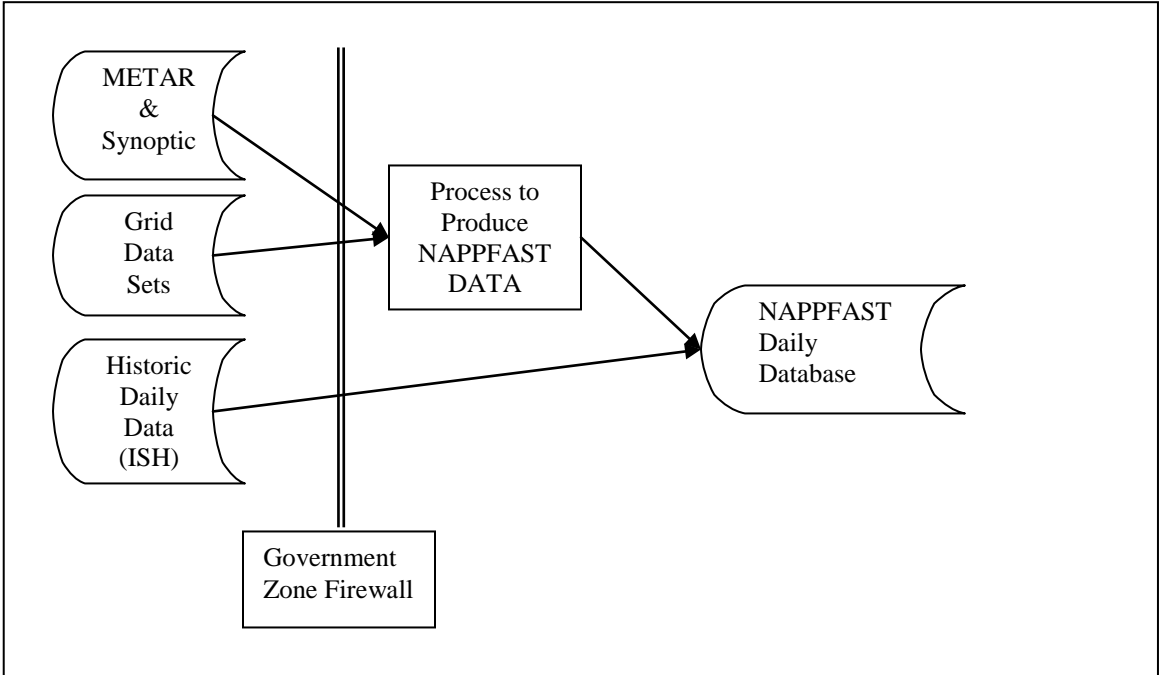 METAR
&
Synoptic
Grid
Data
Sets
Historic
Daily
Data
(ISH)
Process to
Produce
NAPPFAST
DATA
NAPPFAST
Daily
Database
Government
Zone Firewall